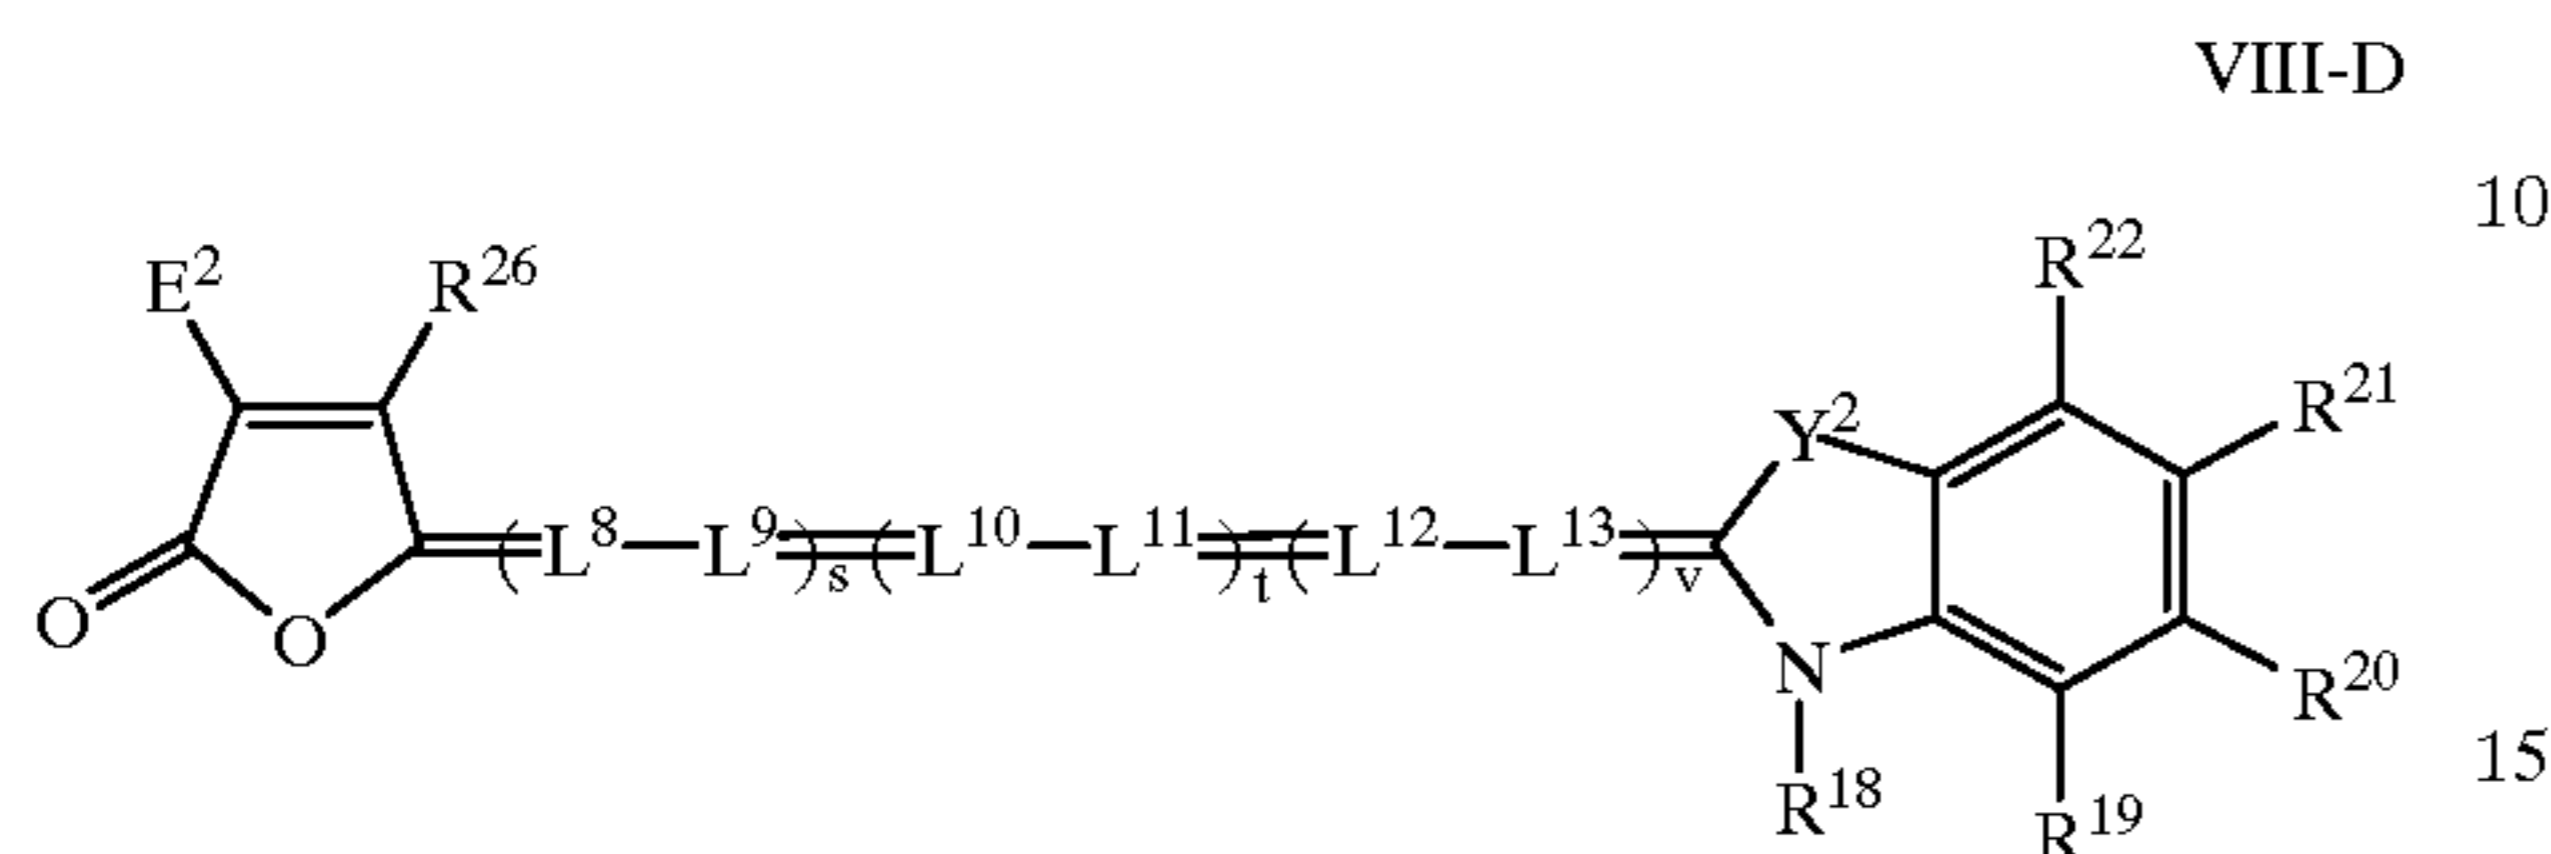 VIII-D
10
E² R²⁶ R²²
R²¹
Y²
(L⁸—L⁹)s(L¹⁰—L¹¹)t(L¹²—L¹³)v
O O N R²⁰
R¹⁸ R¹⁹ 15